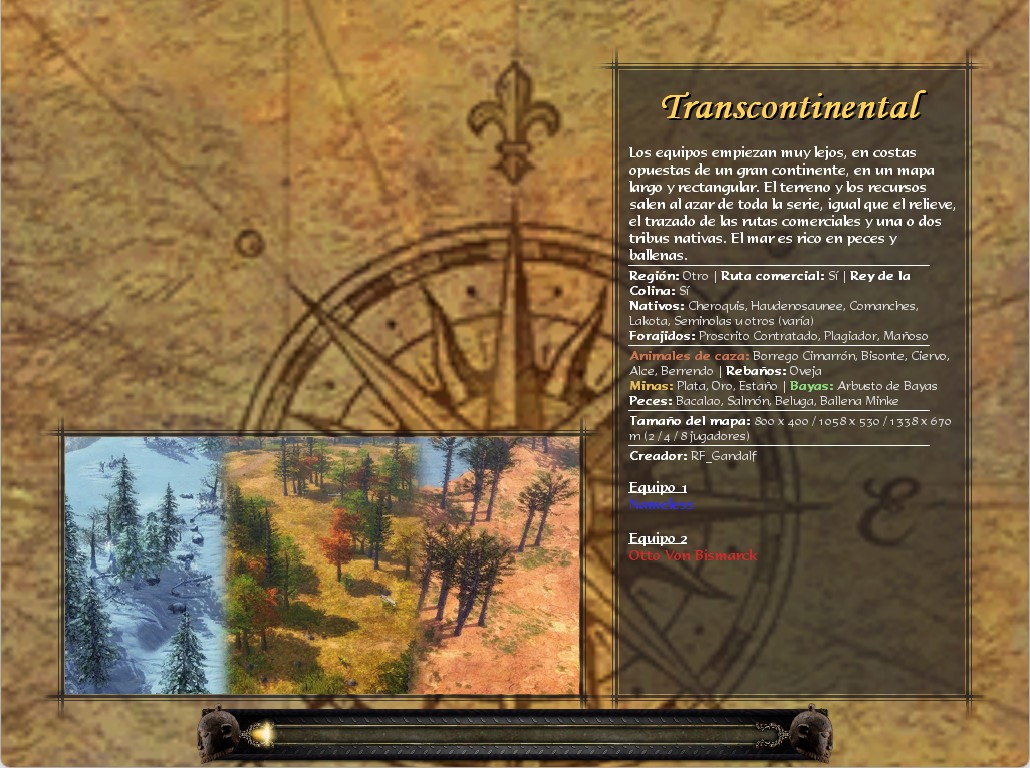 Transcontinental
Los equipos empiezan muy lejos, en costas
opuestas de un gran continente, en un mapa
largo y rectangular. El terreno y los recursos
salen al azar de toda la serie, igual que el relieve,
el trazado de las rutas comerciales y una o dos
tribus nativas. El mar es rico en peces y
ballenas.
Región: Otro | Ruta comercial: Sí | Rey de la
Colina: Sí
Nativos: Cheroquis, Haudenosaunee, Comanches,
Lakota, Seminolas u otros (varía)
Forajidos: Proscrito Contratado, Plagiador, Mañoso
Animales de caza: Borrego Cimarrón, Bisonte, Ciervo,
Alce, Berrendo | Rebaños: Oveja
Minas: Plata, Oro, Estaño | Bayas: Arbusto de Bayas
Peces: Bacalao, Salmón, Beluga, Ballena Minke
Tamaño del mapa: 800 x 400 / 1058 x 530 / 1338 x 670
m (2 / 4 / 8 jugadores)
Creador: RF_Gandalf
Equipo 1
Nameless
Equipo 2
Otto Von Bismarck
E